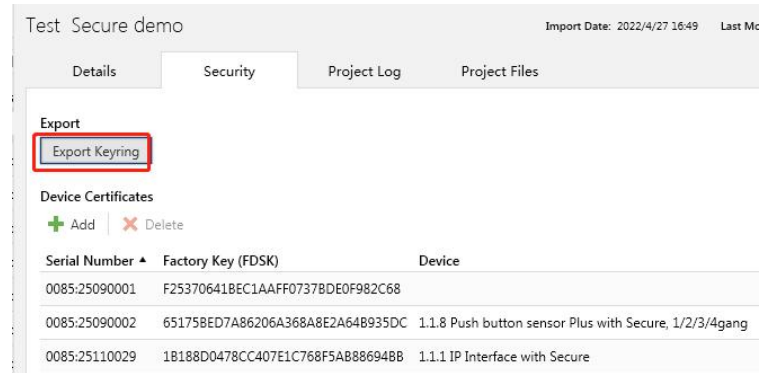 Test Secure demo Import Date: 2022/4/27 16:49 Last Mo
Details Security Project Log Project Files
Export
Export Keyring
Device Certificates
Add Delete
Serial Number Factory Key (FDSK) Device
0085:25090001 F25370641BEC1AAFF0737BDE0F982C68
0085:25090002 65175BED7A86206A368A8E2A64B935DC 1.1.8 Push button sensor Plus with Secure, 1/2/3/4gang
0085:25110029 1B188D0478CC407E1C768F5AB88694BB 1.1.1 IP Interface with Secure